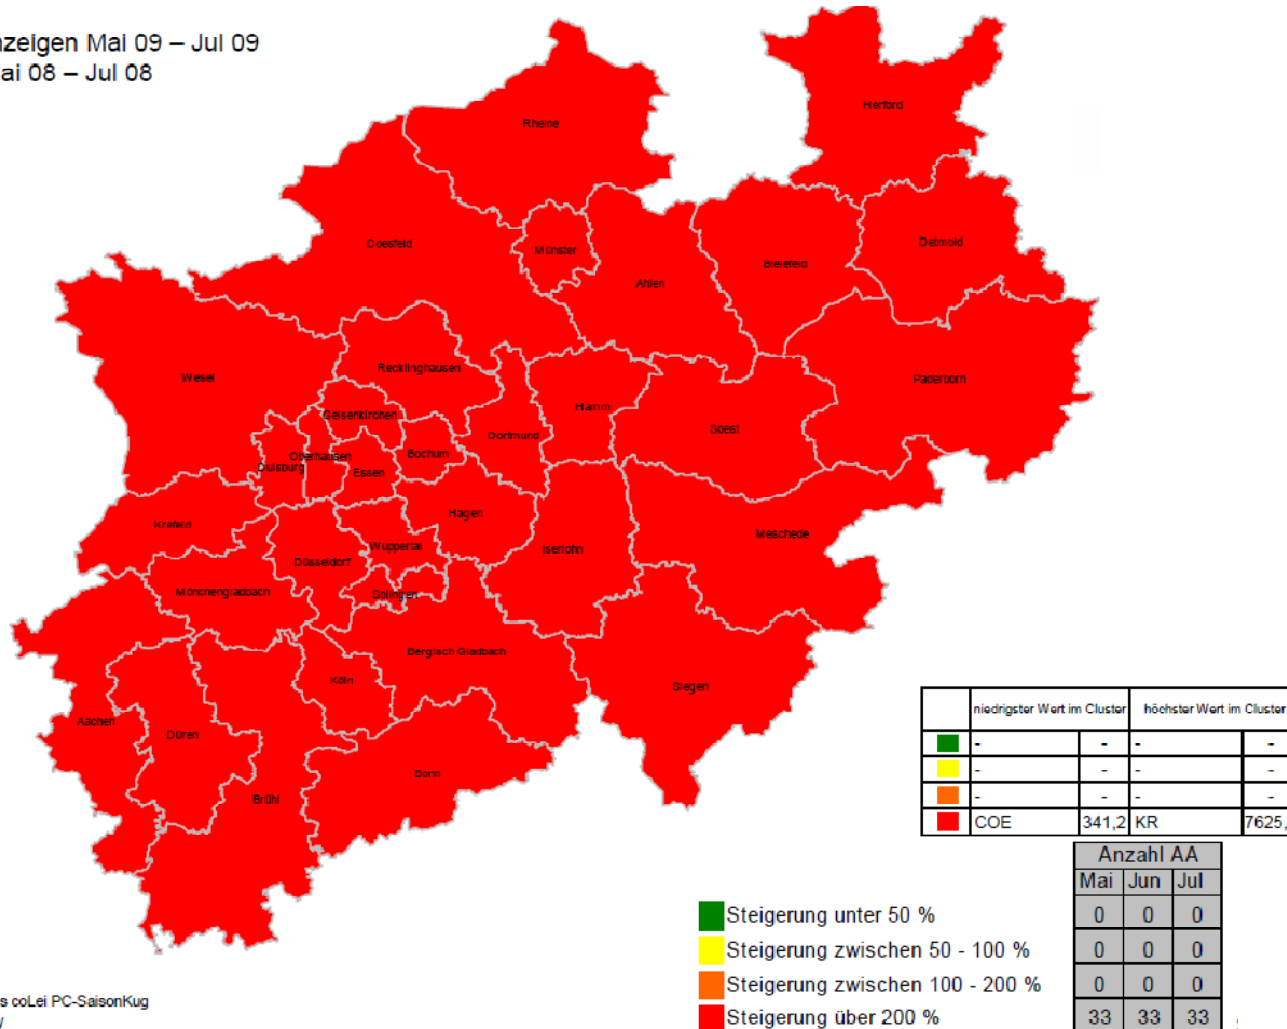 nzeigen Mai 09 – Jul 09
ai 08 – Jul 08
Herford
Rheine
Coesfeld
Münster
Detmold
Bielefeld
Ahlen
Recklinghausen
Wesel
Paderborn
Hamm
Gelsenkirchen
Soest
Dortmund
Oberhausen
Bochum
Duisburg
Essen
Hagen
Krefeld
Meschede
Wuppertal
Iserlohn
Düsseldorf
Mönchengladbach
Solingen
Bergisch Gladbach
Köln
Siegen
Aachen
Düren
Bonn
Brühl
niedrigster Wert im Cluster höchster Wert im Cluster
- - - -
- - - -
- - - -
COE 341,2 KR 7625,
Anzahl AA
Mai Jun Jul
Steigerung unter 50 % 0 0 0
Steigerung zwischen 50 - 100 % 0 0 0
Steigerung zwischen 100 - 200 % 0 0 0
Steigerung über 200 % 33 33 33
s coLei PC-SaisonKug